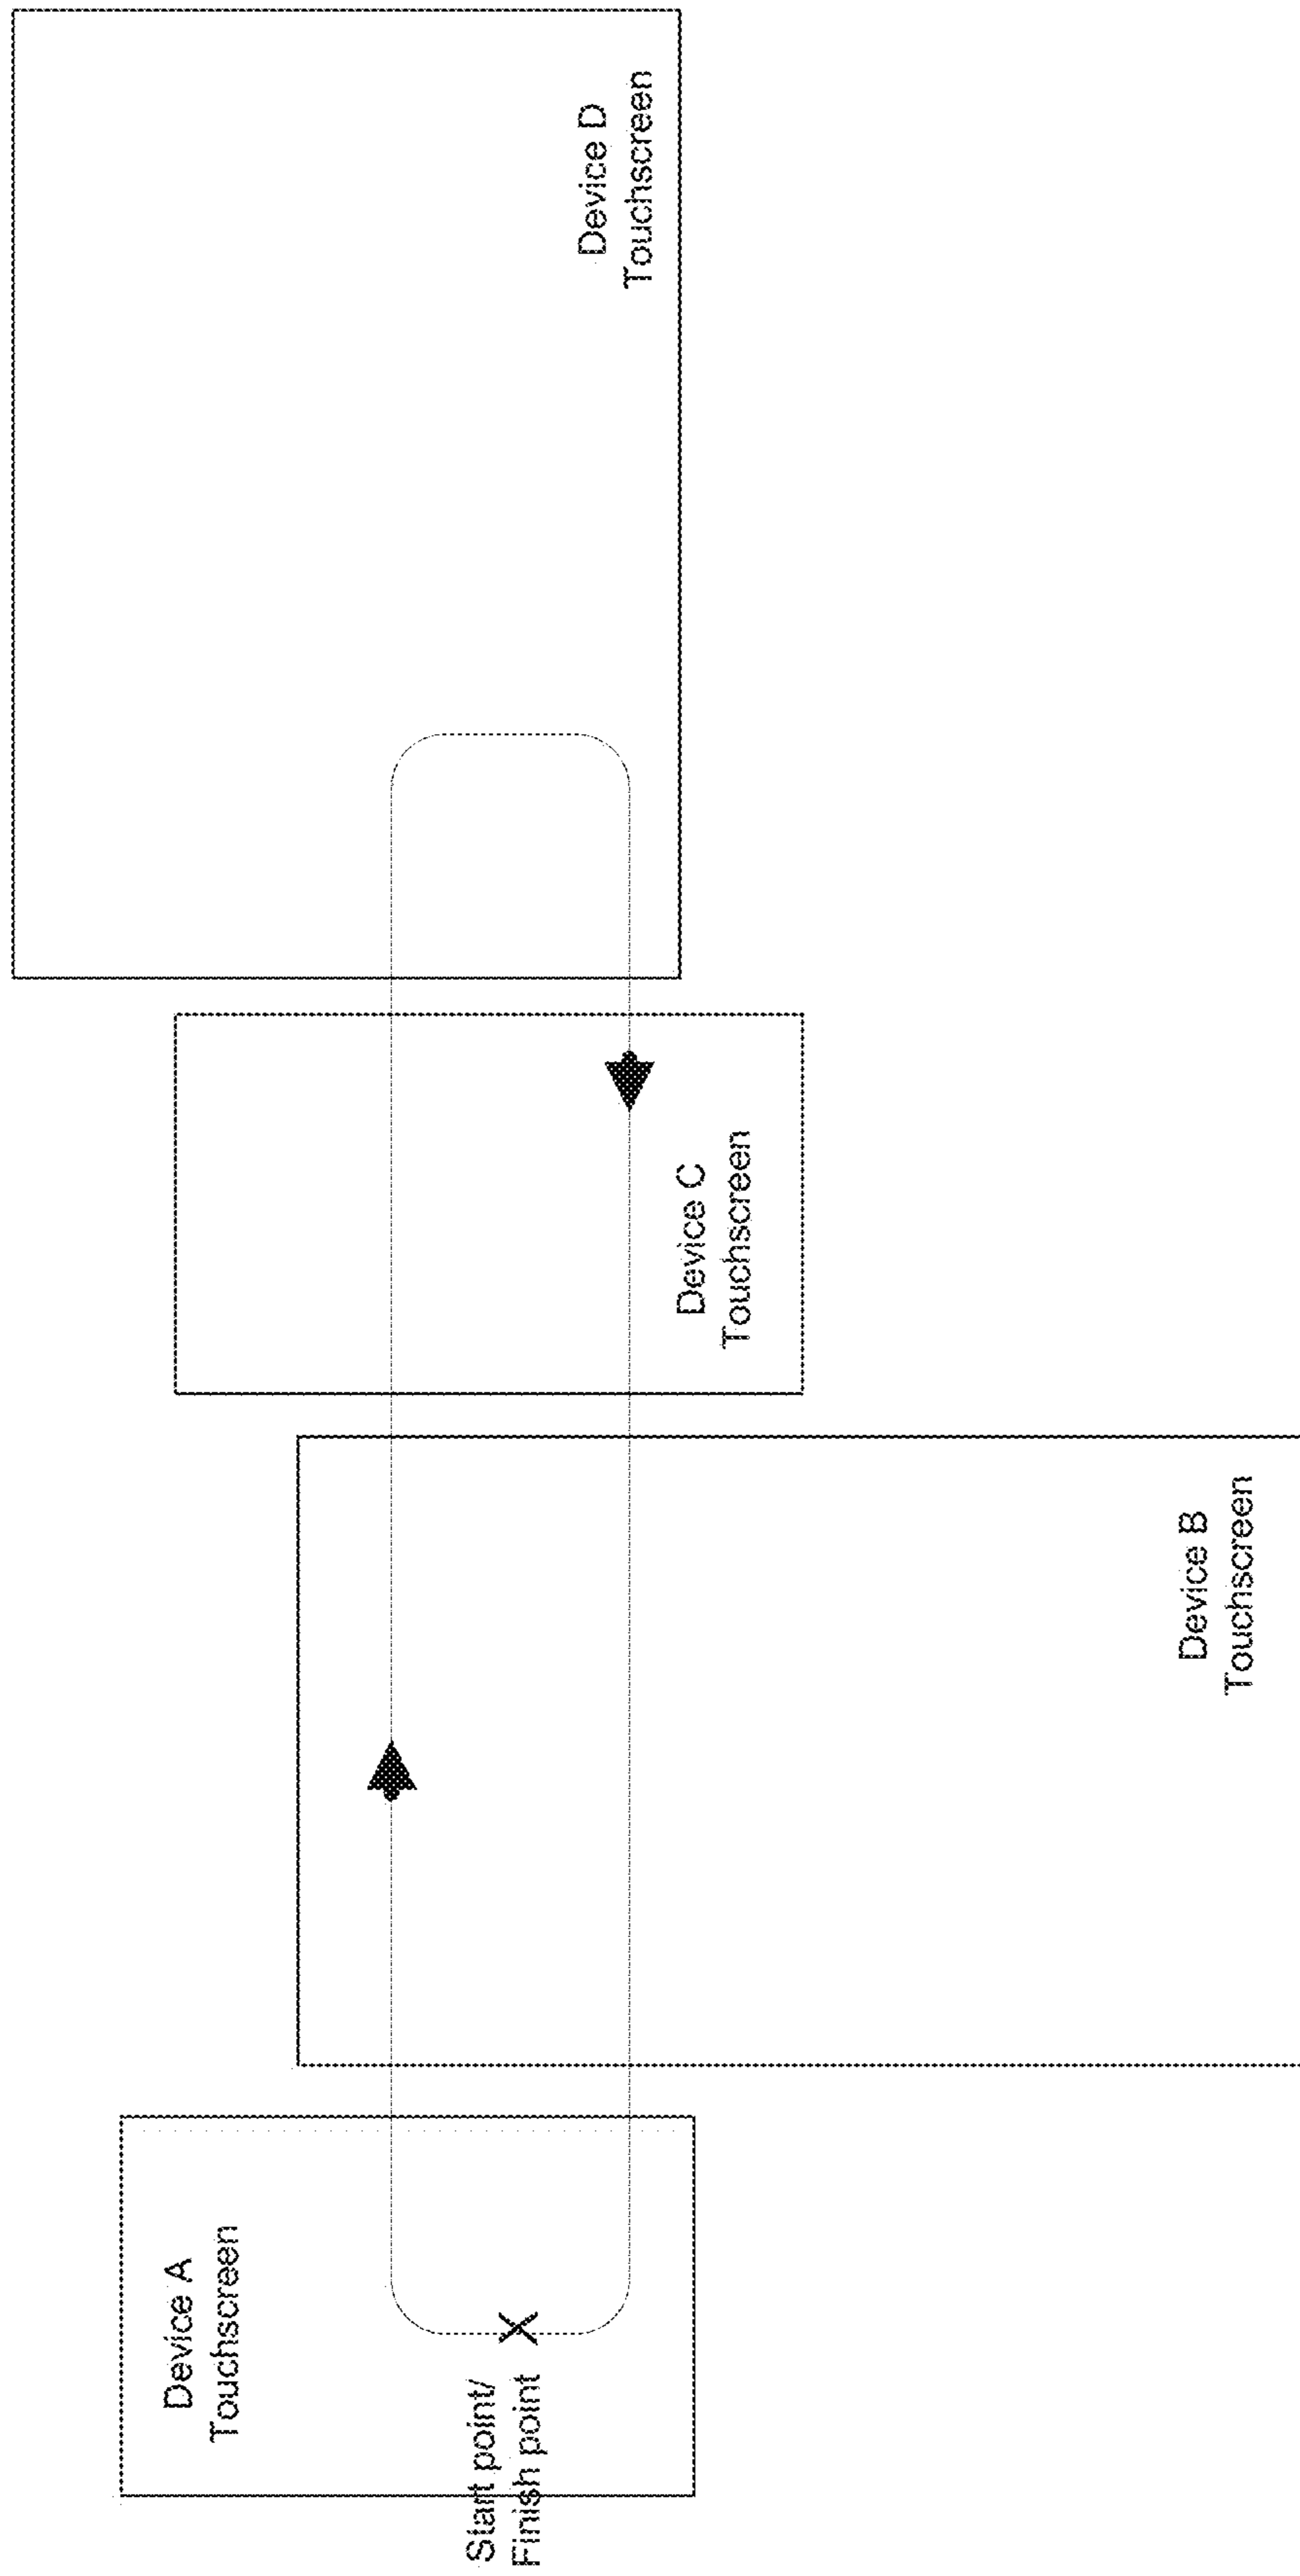 Device A
Touchscreen
Start point/
Finish point
Device B
Touchscreen
Device C
Touchscreen
Device D
Touchscreen